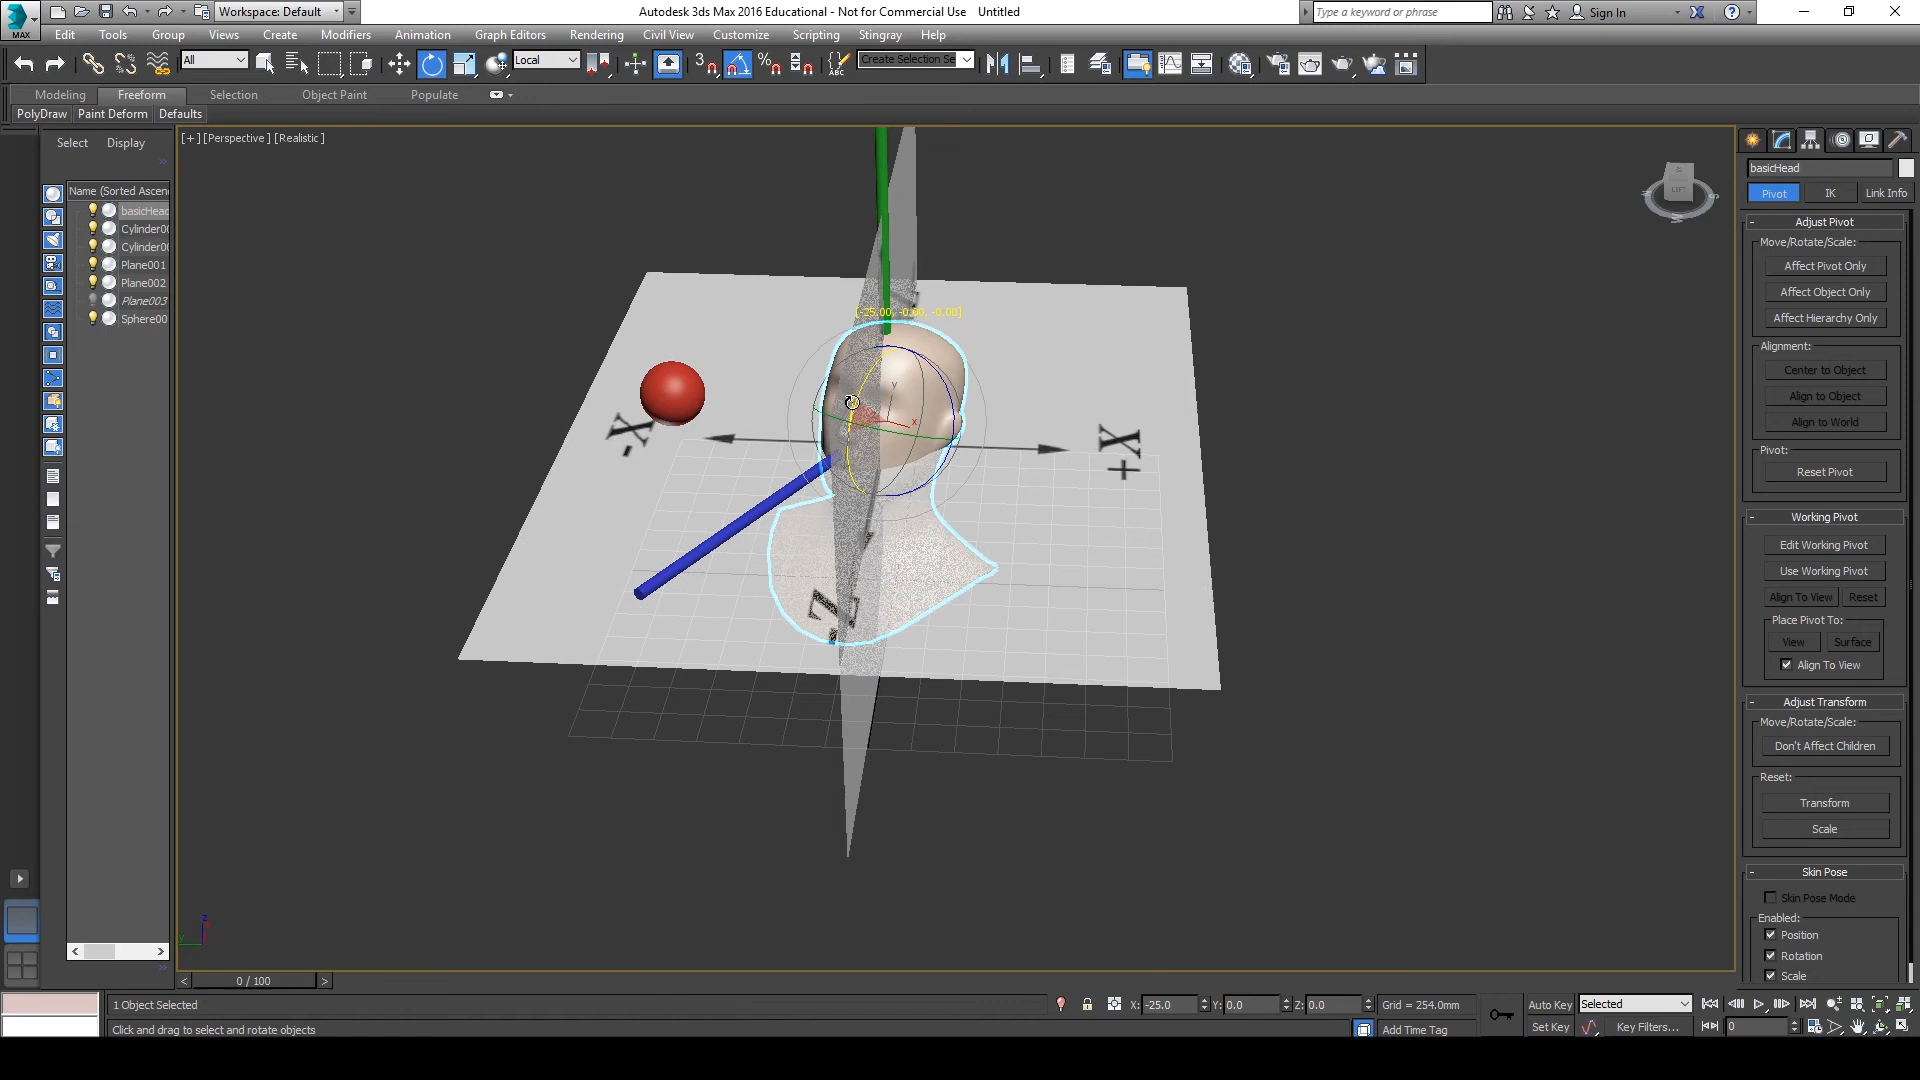 Workspace: Default
Autodesk 3ds Max 2016 Educational - Not for Commercial Use    Untitled
Type a keyword or phrase
Sign In
MAX
Edit Tools Group Views Create Modifiers Animation Graph Editors Rendering Civil View Customize Scripting Stingray Help
All
Local
3
ABC
Create Selection Se
Modeling Freeform Selection Object Paint Populate
PolyDraw Paint Deform Defaults
Select Display
[+] [Perspective ] [Realistic ]
Name (Sorted Ascen
basicHead
Cylinder00
Cylinder00
Plane001
Plane002
Plane003
Sphere00
[-25.00, -0.00, -0.00]
y
x
-X
+X
-Z
LIFT
z
y
basicHead
Pivot IK Link Info
- Adjust Pivot
Move/Rotate/Scale:
Affect Pivot Only
Affect Object Only
Affect Hierarchy Only
Alignment:
Center to Object
Align to Object
Align to World
Pivot:
Reset Pivot
- Working Pivot
Edit Working Pivot
Use Working Pivot
Align To View Reset
Place Pivot To:
View Surface
Align To View
- Adjust Transform
Move/Rotate/Scale:
Don't Affect Children
Reset:
Transform
Scale
- Skin Pose
Skin Pose Mode
Enabled:
Position
Rotation
Scale
< 0 / 100 >
1 Object Selected
X: -25.0 Y: 0.0 Z: 0.0 Grid = 254.0mm
Auto Key Selected
Click and drag to select and rotate objects
Add Time Tag
Set Key Key Filters... 0